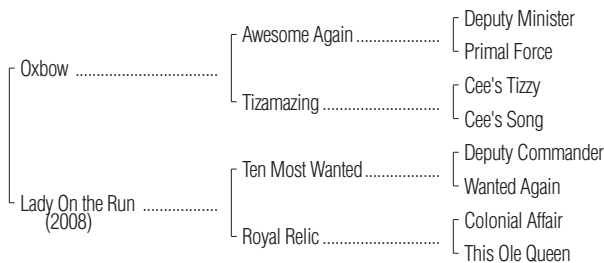 Deputy Minister
Awesome Again ....................
Primal Force
Oxbow ..................................
Cee's Tizzy
Tizamazing ............................
Cee's Song
Deputy Commander
Ten Most Wanted..................
Wanted Again
Lady On the Run ..................
(2008)
Colonial Affair
Royal Relic ............................
This Ole Queen